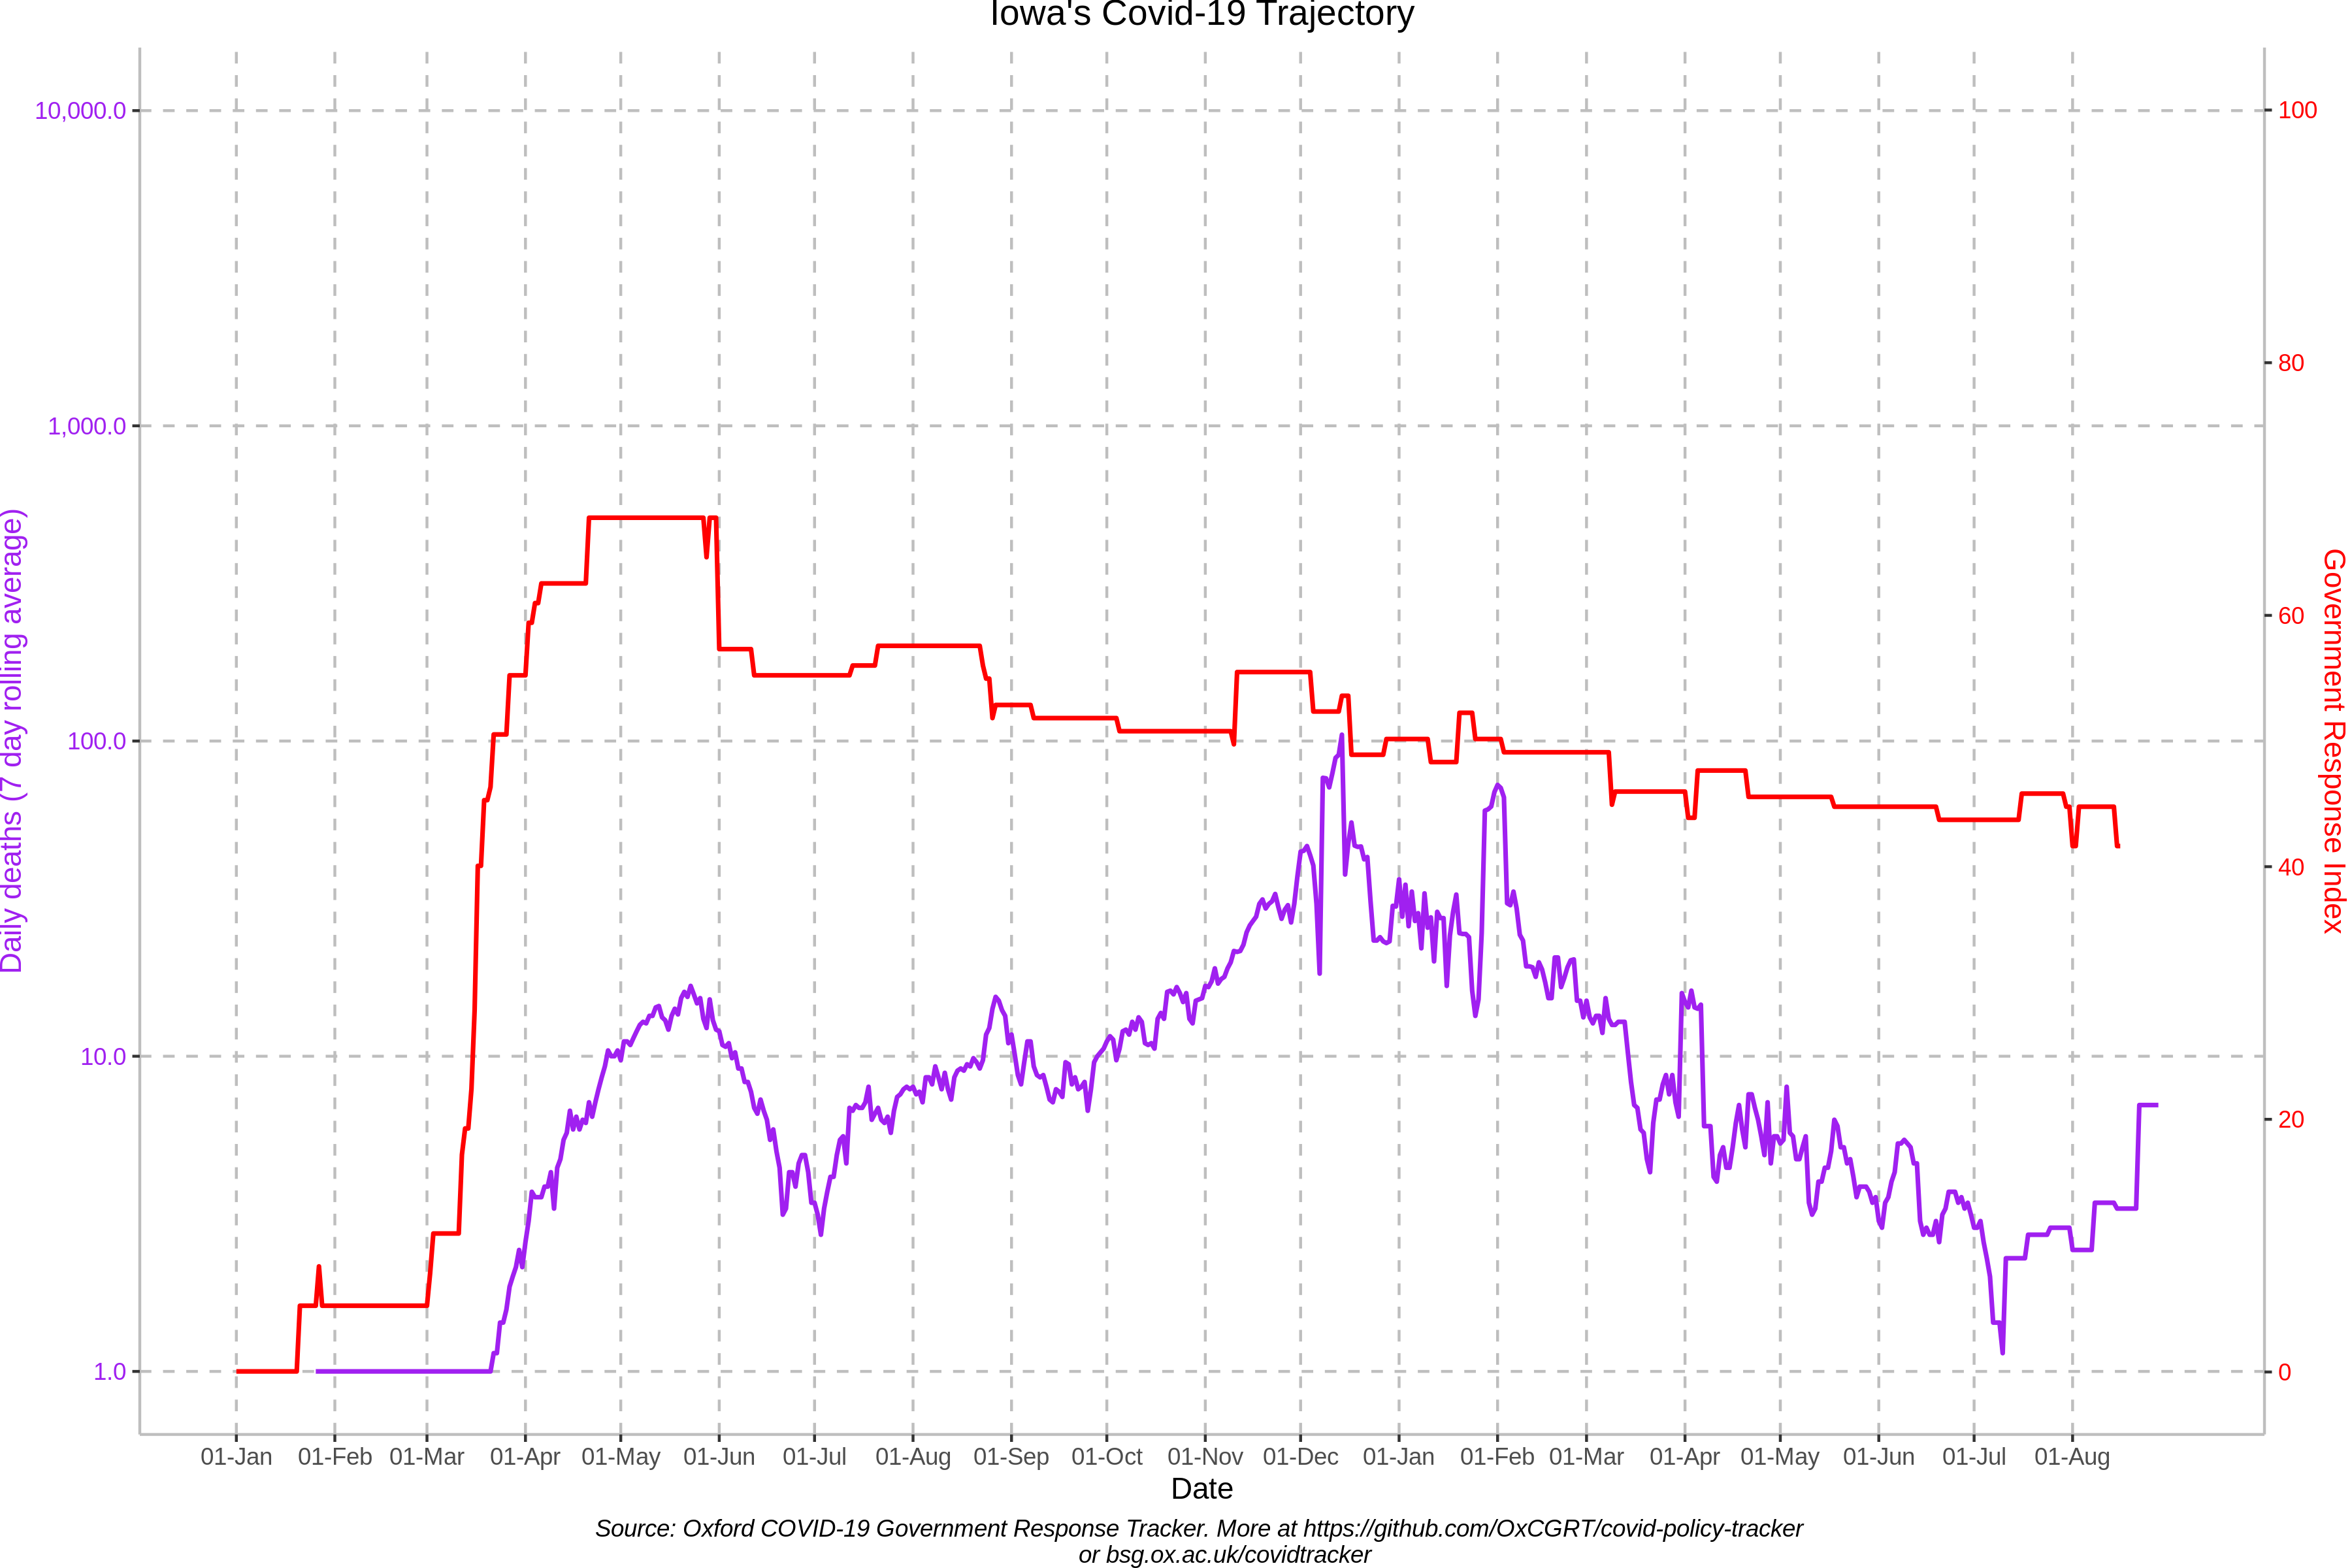 Iowa's Covid-19 Trajectory
10,000.0
1,000.0
100.0
10.0
1.0
Daily deaths (7 day rolling average)
100
80
60
40
20
0
Government Response Index
01-Jan 01-Feb 01-Mar 01-Apr 01-May 01-Jun 01-Jul 01-Aug 01-Sep 01-Oct 01-Nov 01-Dec 01-Jan 01-Feb 01-Mar 01-Apr 01-May 01-Jun 01-Jul 01-Aug
Date
Source: Oxford COVID-19 Government Response Tracker. More at https://github.com/OxCGRT/covid-policy-tracker
or bsg.ox.ac.uk/covidtracker